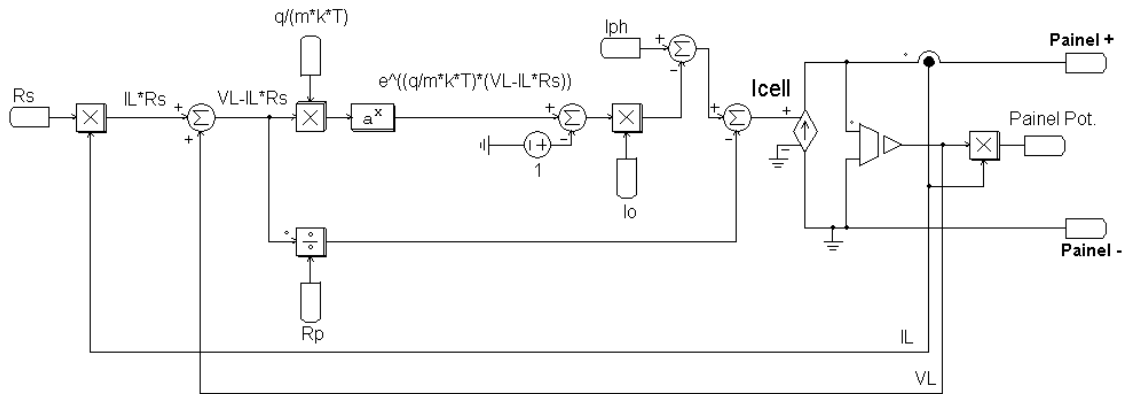 q/(m*k*T)
Iph
+
Σ
-
Painel +
Rs
IL*Rs
+
Σ
+
VL-IL*Rs
a^x
e^((q/m*k*T)*(VL-IL*Rs))
+
Σ
-
1
Io
+
Σ
-
Icell
+
-
Painel Pot.
Rp
Painel -
IL
VL